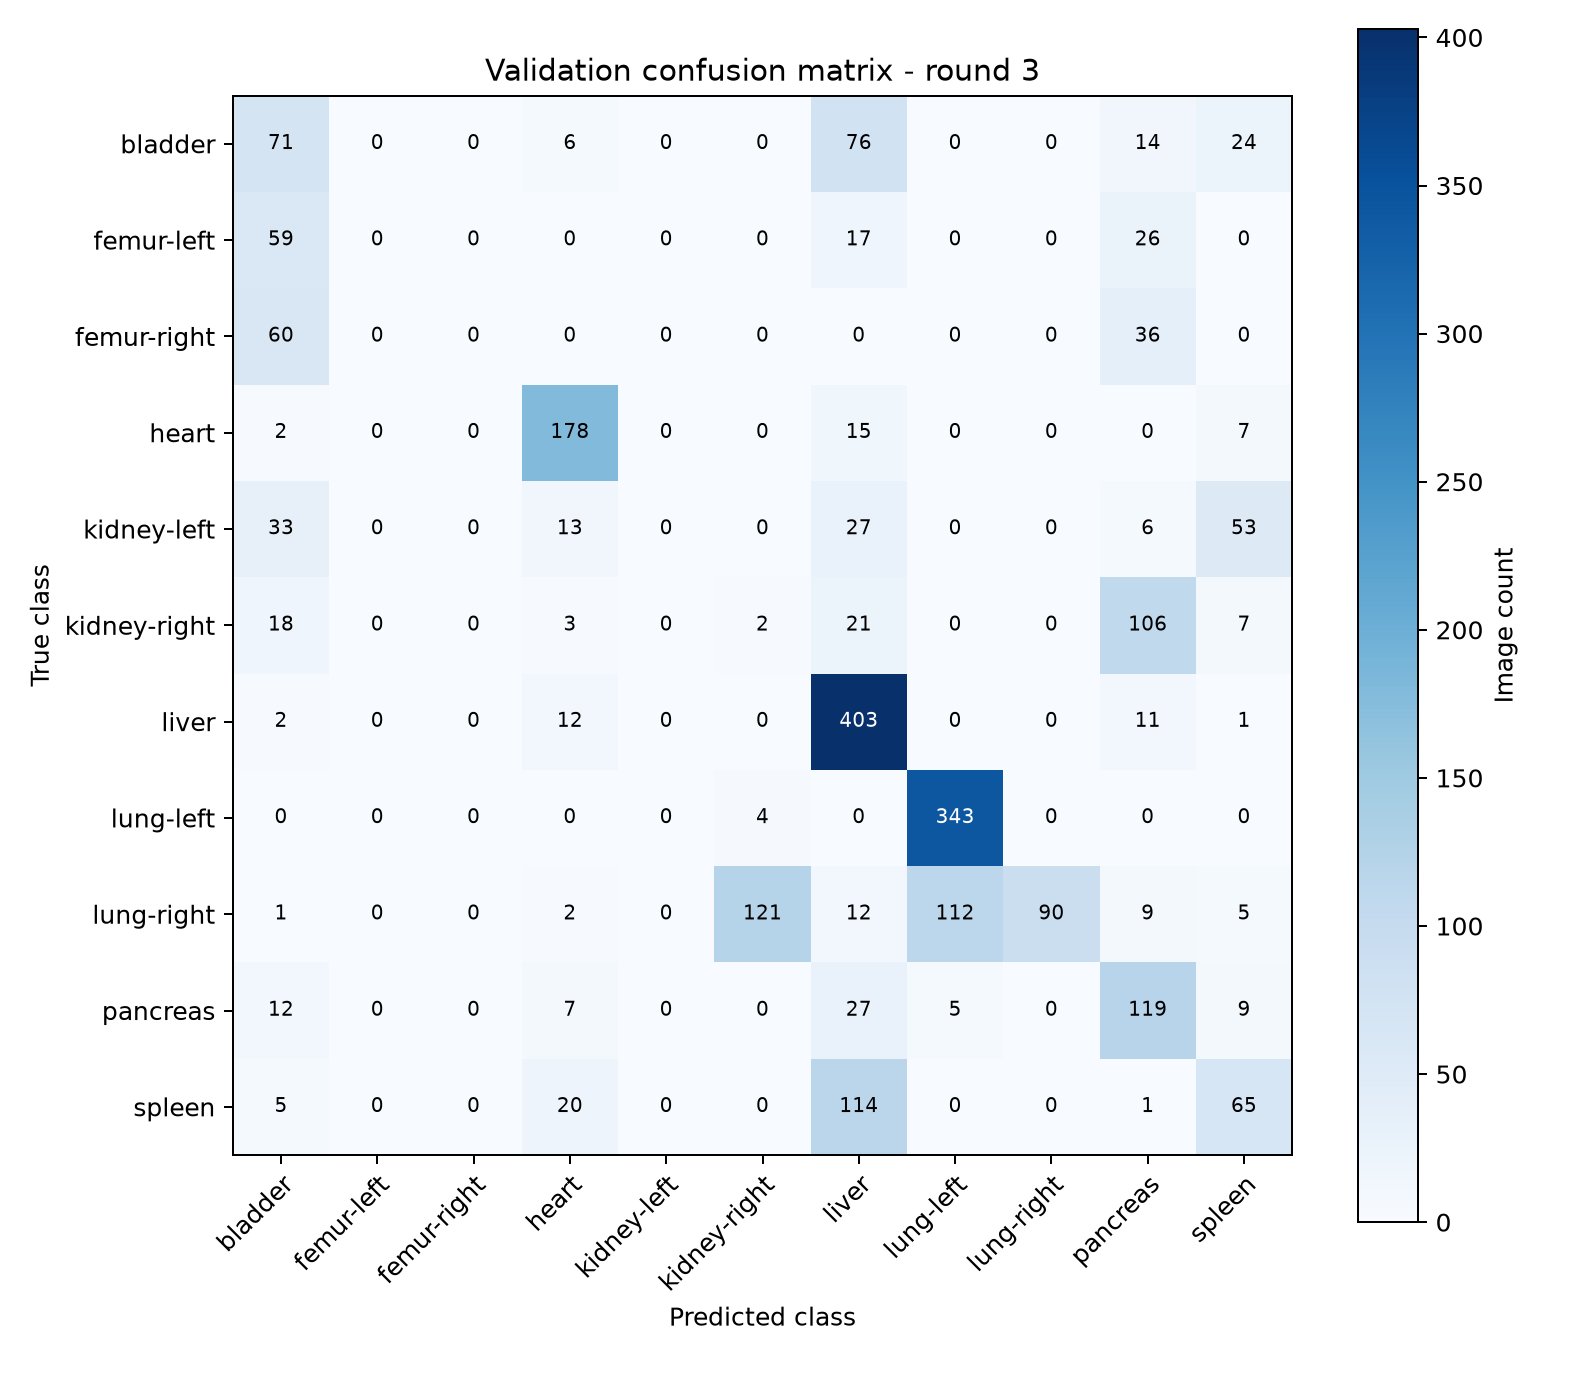 Validation confusion matrix - round 3
True class
bladder 71 0 0 6 0 0 76 0 0 14 24
femur-left 59 0 0 0 0 0 17 0 0 26 0
femur-right 60 0 0 0 0 0 0 0 0 36 0
heart 2 0 0 178 0 0 15 0 0 0 7
kidney-left 33 0 0 13 0 0 27 0 0 6 53
kidney-right 18 0 0 3 0 2 21 0 0 106 7
liver 2 0 0 12 0 0 403 0 0 11 1
lung-left 0 0 0 0 0 4 0 343 0 0 0
lung-right 1 0 0 2 0 121 12 112 90 9 5
pancreas 12 0 0 7 0 0 27 5 0 119 9
spleen 5 0 0 20 0 0 114 0 0 1 65
bladder femur-left femur-right heart kidney-left kidney-right liver lung-left lung-right pancreas spleen
Predicted class
400
350
300
250
200
150
100
50
0
Image count